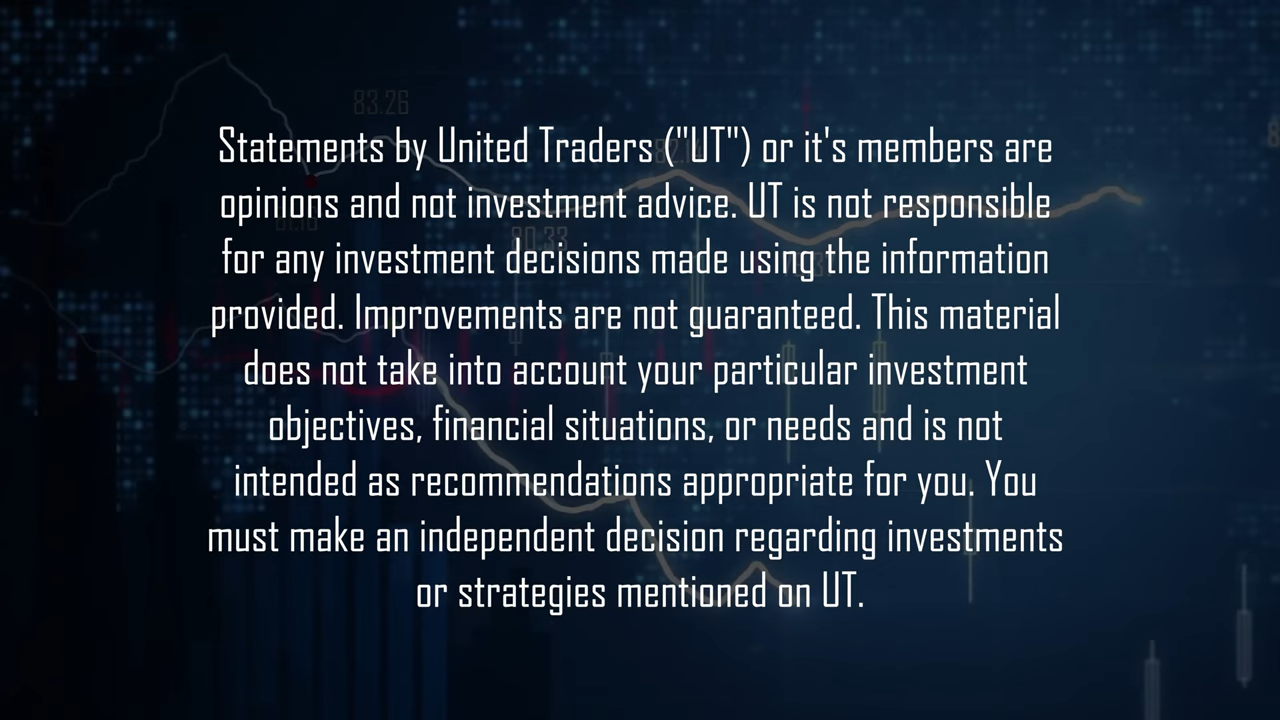 83.26
Statements by United Traders ("UT") or it's members are
opinions and not investment advice. UT is not responsible
for any investment decisions made using the information
provided. Improvements are not guaranteed. This material
does not take into account your particular investment
objectives, financial situations, or needs and is not
intended as recommendations appropriate for you. You
must make an independent decision regarding investments
or strategies mentioned on UT.